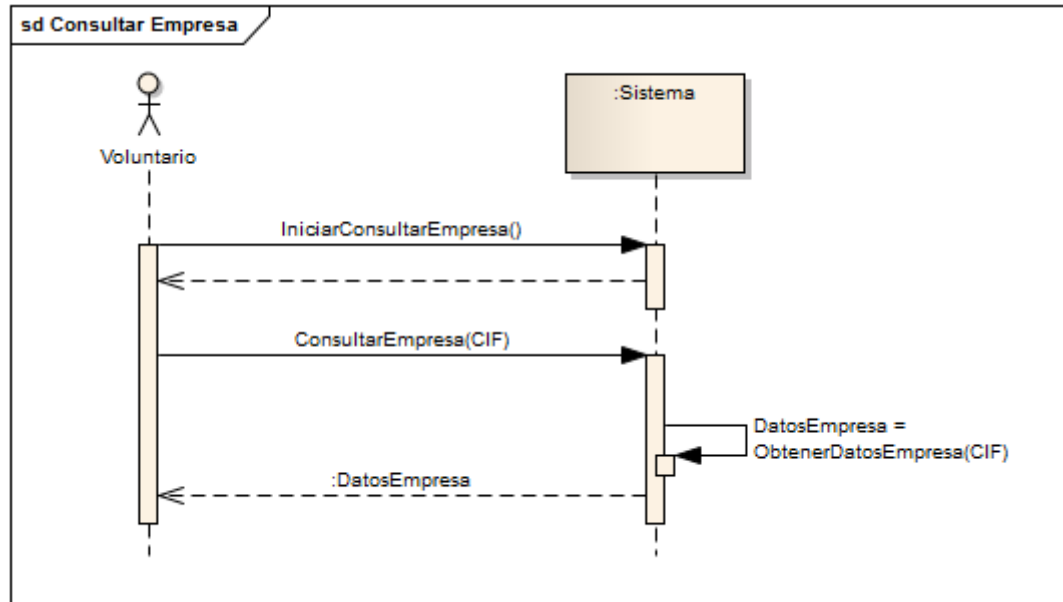 sd Consultar Empresa
:Sistema
Voluntario
IniciarConsultarEmpresa()
ConsultarEmpresa(CIF)
DatosEmpresa =
ObtenerDatosEmpresa(CIF)
:DatosEmpresa